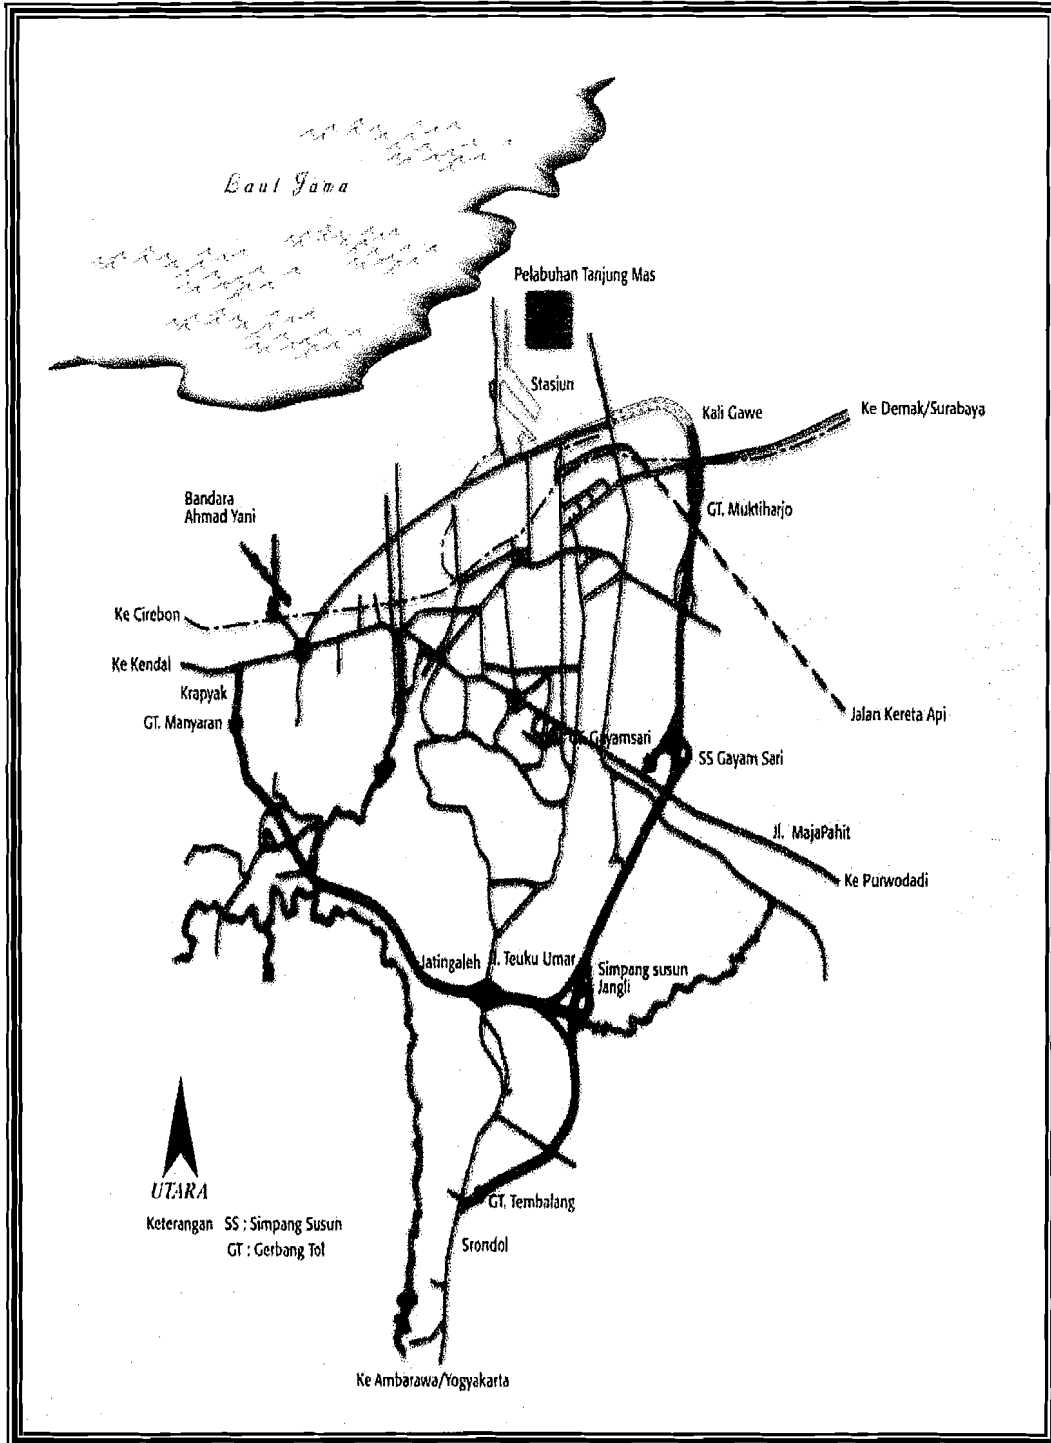 Laut Jawa
Pelabuhan Tanjung Mas
Stasiun
Kali Gawe
Ke Demak/Surabaya
Bandara
Ahmad Yani
GT. Muktiharjo
Ke Cirebon
Ke Kendal
Krapyak
GT. Manyaran
Jalan Kereta Api
GT. Gayamsari
SS Gayam Sari
Jl. MajaPahit
Ke Purwodadi
Jatingaleh
Jl. Teuku Umar
Simpang susun
Jangli
UTARA
Keterangan SS : Simpang Susun
GT : Gerbang Tol
GT. Tembalang
Srondol
Ke Ambarawa/Yogyakarta